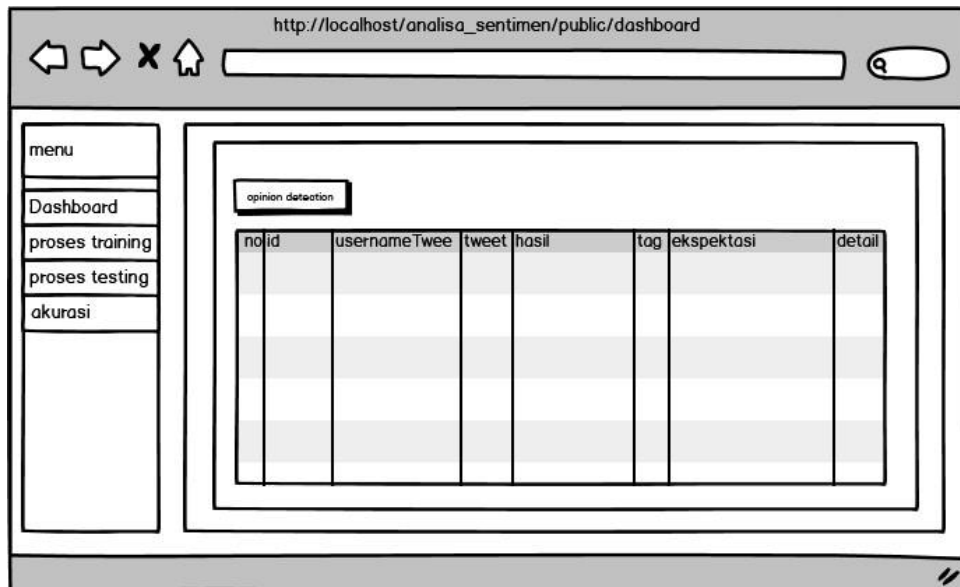 http://localhost/analisa_sentimen/public/dashboard
menu
Dashboard
proses training
proses testing
akurasi
opinion detection
no id usernameTwee tweet hasil tag ekspektasi detail